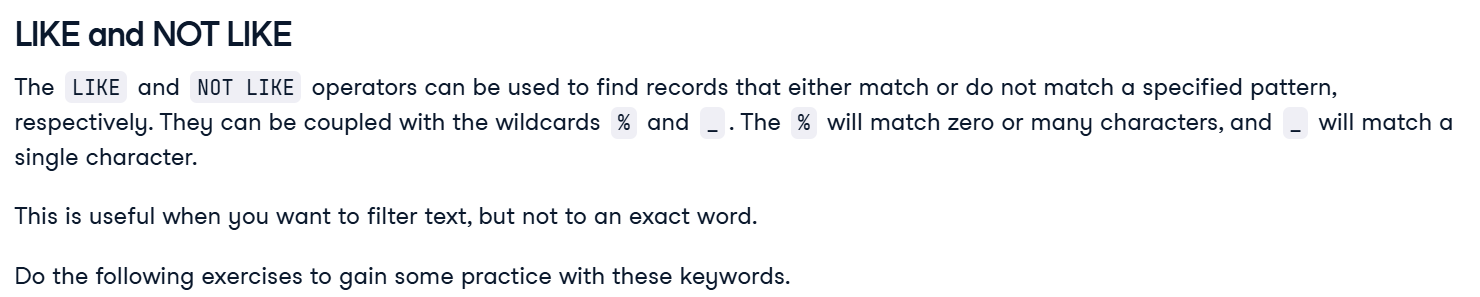 LIKE and NOT LIKE
The LIKE and NOT LIKE operators can be used to find records that either match or do not match a specified pattern,
respectively. They can be coupled with the wildcards % and _. The % will match zero or many characters, and _ will match a
single character.
This is useful when you want to filter text, but not to an exact word.
Do the following exercises to gain some practice with these keywords.